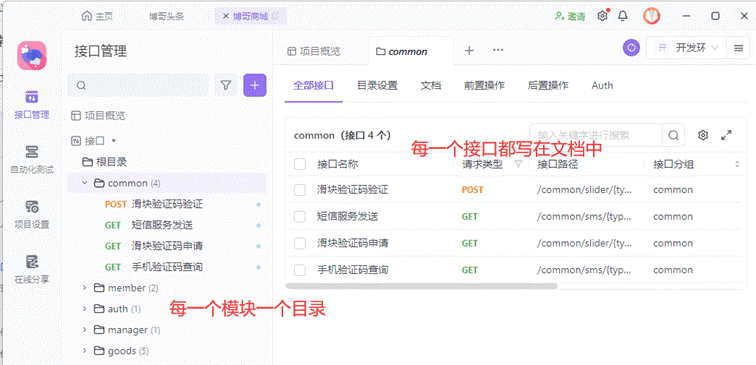 主页 博哥头条 × 博哥商城 邀请
接口管理
自动化测试
项目设置
在线分享
接口管理
项目概览
接口
根目录
common (4)
POST 滑块验证码验证
GET 短信服务发送
GET 滑块验证码申请
GET 手机验证码查询
member (2)
auth (1)
manager (1)
goods (5)
每一个模块一个目录
项目概览 common + ··· 开 开发环
全部接口 目录设置 文档 前置操作 后置操作 Auth
common（接口 4 个） 输入关键字进行搜索
每一个接口都写在文档中
接口名称 请求类型 接口路径 接口分组
滑块验证码验证 POST /common/slider/{typ... common
短信服务发送 GET /common/sms/{typ... common
滑块验证码申请 GET /common/slider/{typ... common
手机验证码查询 GET /common/sms/{typ... common